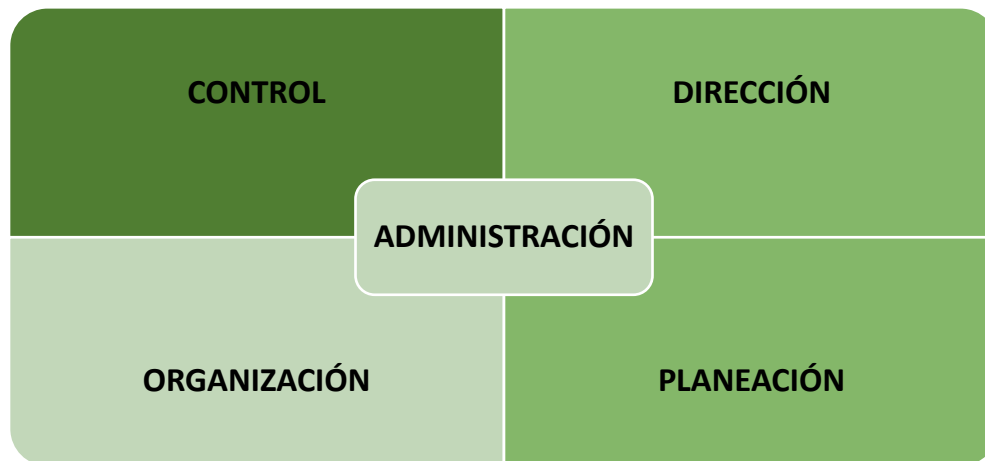 CONTROL
DIRECCIÓN
ADMINISTRACIÓN
ORGANIZACIÓN
PLANEACIÓN